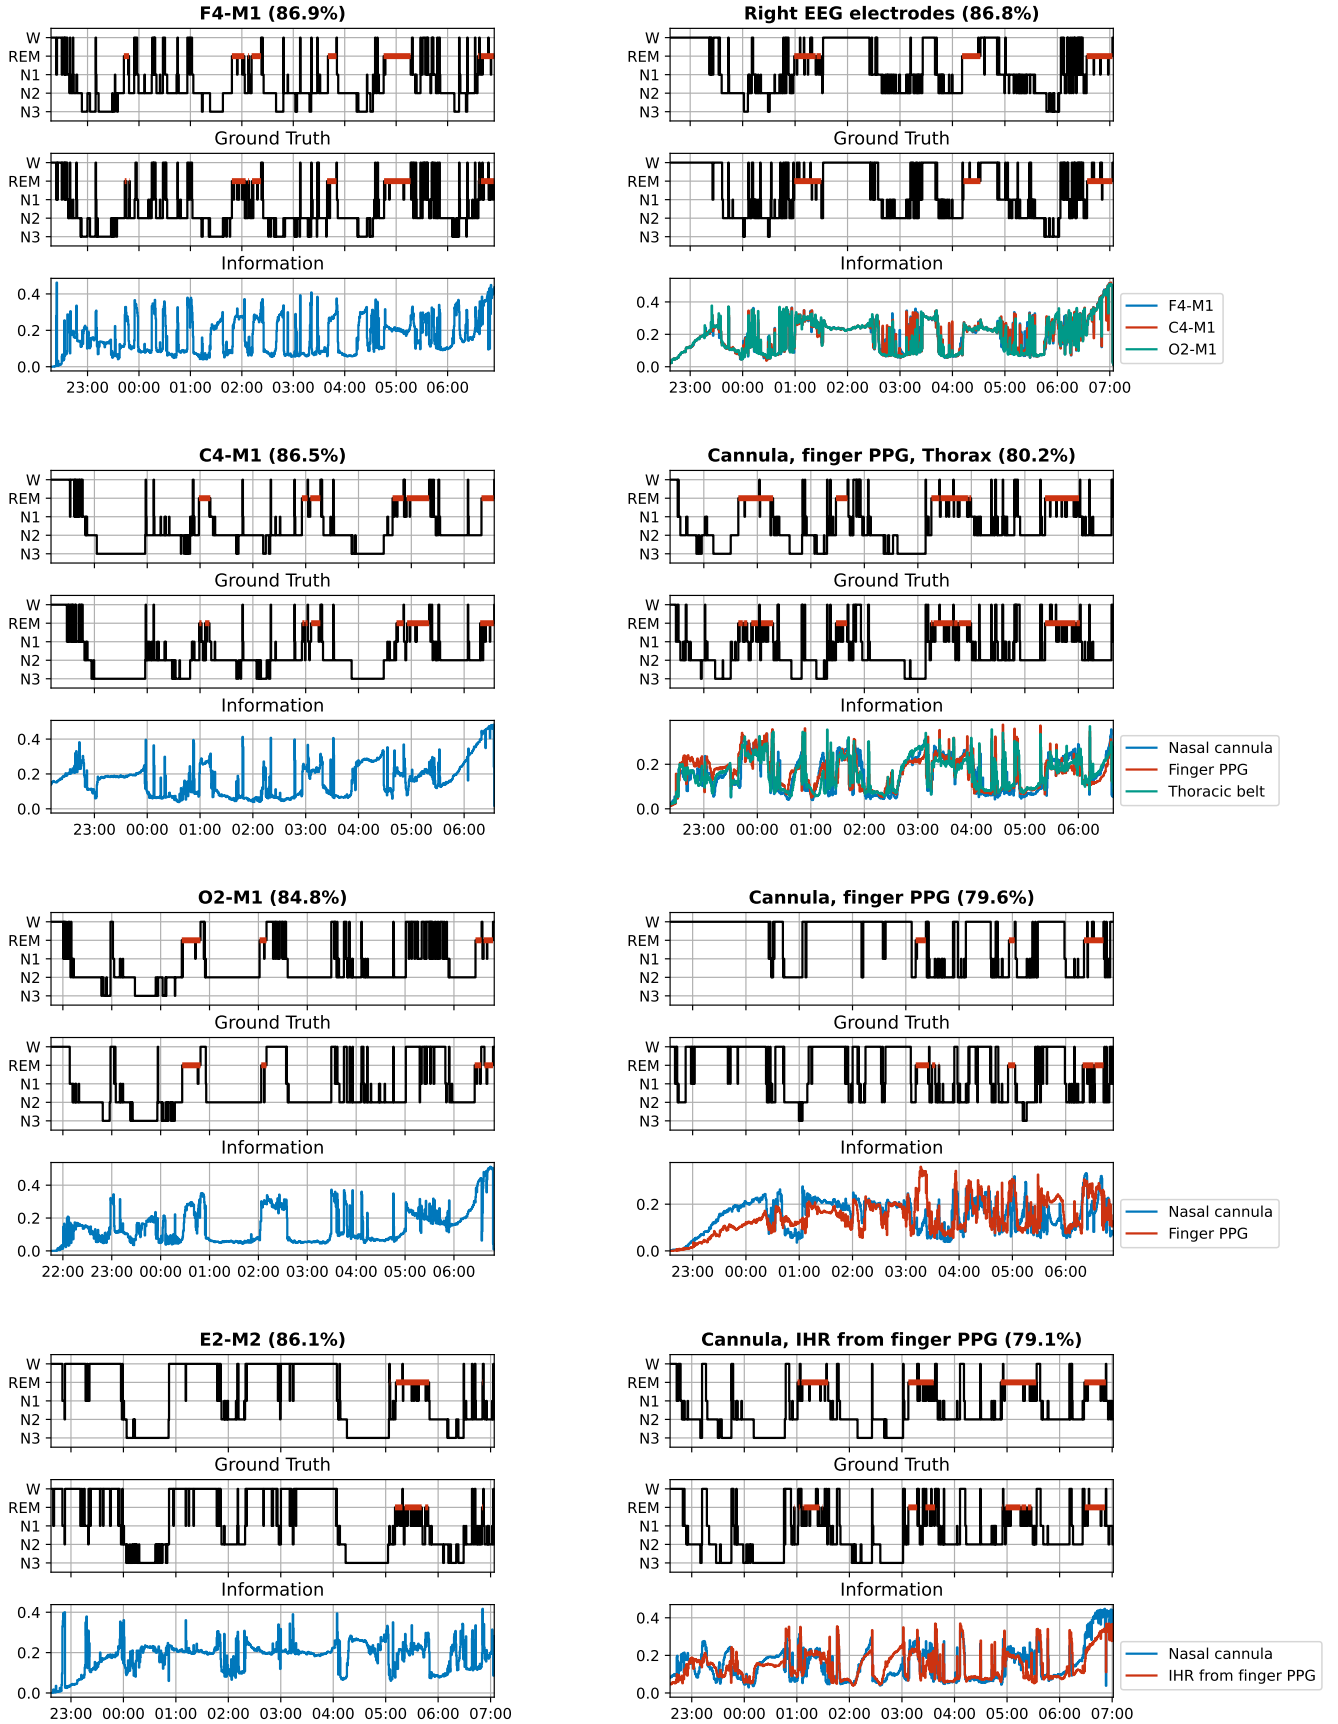 F4-M1 (86.9%)
W
REM
N1
N2
N3
Ground Truth
W
REM
N1
N2
N3
Information
0.4
0.2
0.0
23:00 00:00 01:00 02:00 03:00 04:00 05:00 06:00
Right EEG electrodes (86.8%)
W
REM
N1
N2
N3
Ground Truth
W
REM
N1
N2
N3
Information
0.4
0.2
0.0
23:00 00:00 01:00 02:00 03:00 04:00 05:00 06:00 07:00
F4-M1
C4-M1
O2-M1
C4-M1 (86.5%)
W
REM
N1
N2
N3
Ground Truth
W
REM
N1
N2
N3
Information
0.4
0.2
0.0
23:00 00:00 01:00 02:00 03:00 04:00 05:00 06:00
Cannula, finger PPG, Thorax (80.2%)
W
REM
N1
N2
N3
Ground Truth
W
REM
N1
N2
N3
Information
0.2
0.0
23:00 00:00 01:00 02:00 03:00 04:00 05:00 06:00
Nasal cannula
Finger PPG
Thoracic belt
O2-M1 (84.8%)
W
REM
N1
N2
N3
Ground Truth
W
REM
N1
N2
N3
Information
0.4
0.2
0.0
22:00 23:00 00:00 01:00 02:00 03:00 04:00 05:00 06:00
Cannula, finger PPG (79.6%)
W
REM
N1
N2
N3
Ground Truth
W
REM
N1
N2
N3
Information
0.2
0.0
23:00 00:00 01:00 02:00 03:00 04:00 05:00 06:00
Nasal cannula
Finger PPG
E2-M2 (86.1%)
W
REM
N1
N2
N3
Ground Truth
W
REM
N1
N2
N3
Information
0.4
0.2
0.0
23:00 00:00 01:00 02:00 03:00 04:00 05:00 06:00 07:00
Cannula, IHR from finger PPG (79.1%)
W
REM
N1
N2
N3
Ground Truth
W
REM
N1
N2
N3
Information
0.4
0.2
0.0
23:00 00:00 01:00 02:00 03:00 04:00 05:00 06:00 07:00
Nasal cannula
IHR from finger PPG